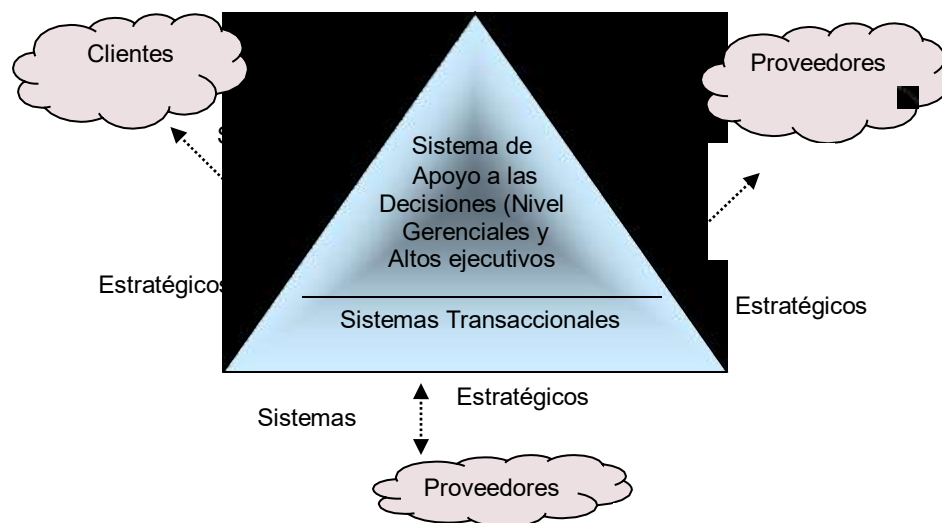 Clientes
Proveedores
Sistema de
Apoyo a las
Decisiones (Nivel
Gerenciales y
Altos ejecutivos
Estratégicos
Sistemas Transaccionales
Estratégicos
Estratégicos
Sistemas
Proveedores